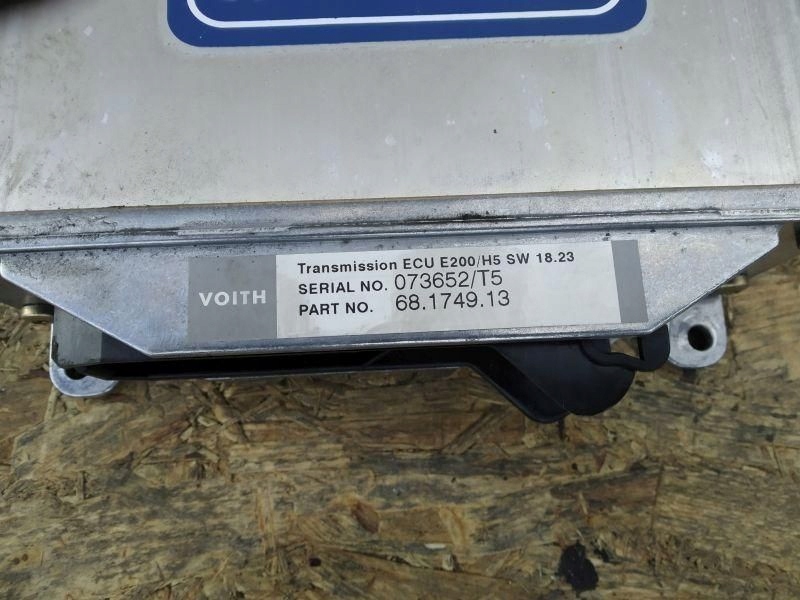 VOITH
Transmission ECU E200/H5 SW 18.23
SERIAL NO. 073652/T5
PART NO. 68.1749.13